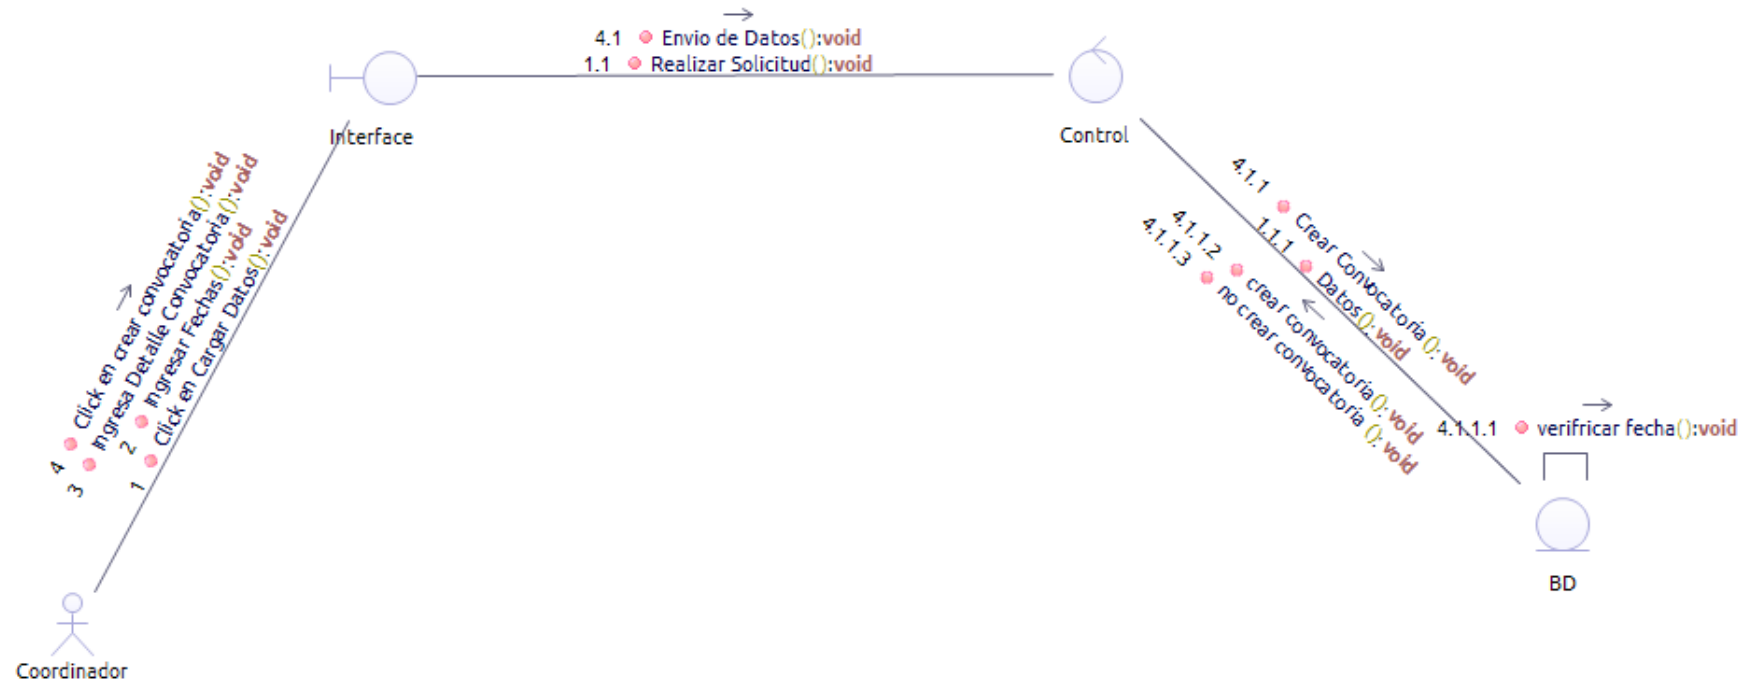 4.1 Envio de Datos():void
1.1 Realizar Solicitud():void
Interface
Control
4 Click en crear convocatoria():void
3 Ingresa Detalle Convocatoria():void
2 Ingresar Fechas():void
1 Click en Cargar Datos():void
4.1.1 Crear Convocatoria():void
1.1.1 Datos():void
4.1.1.2 crear convocatoria():void
4.1.1.3 no crear convocatoria ():void
4.1.1.1 verifricar fecha():void
BD
Coordinador